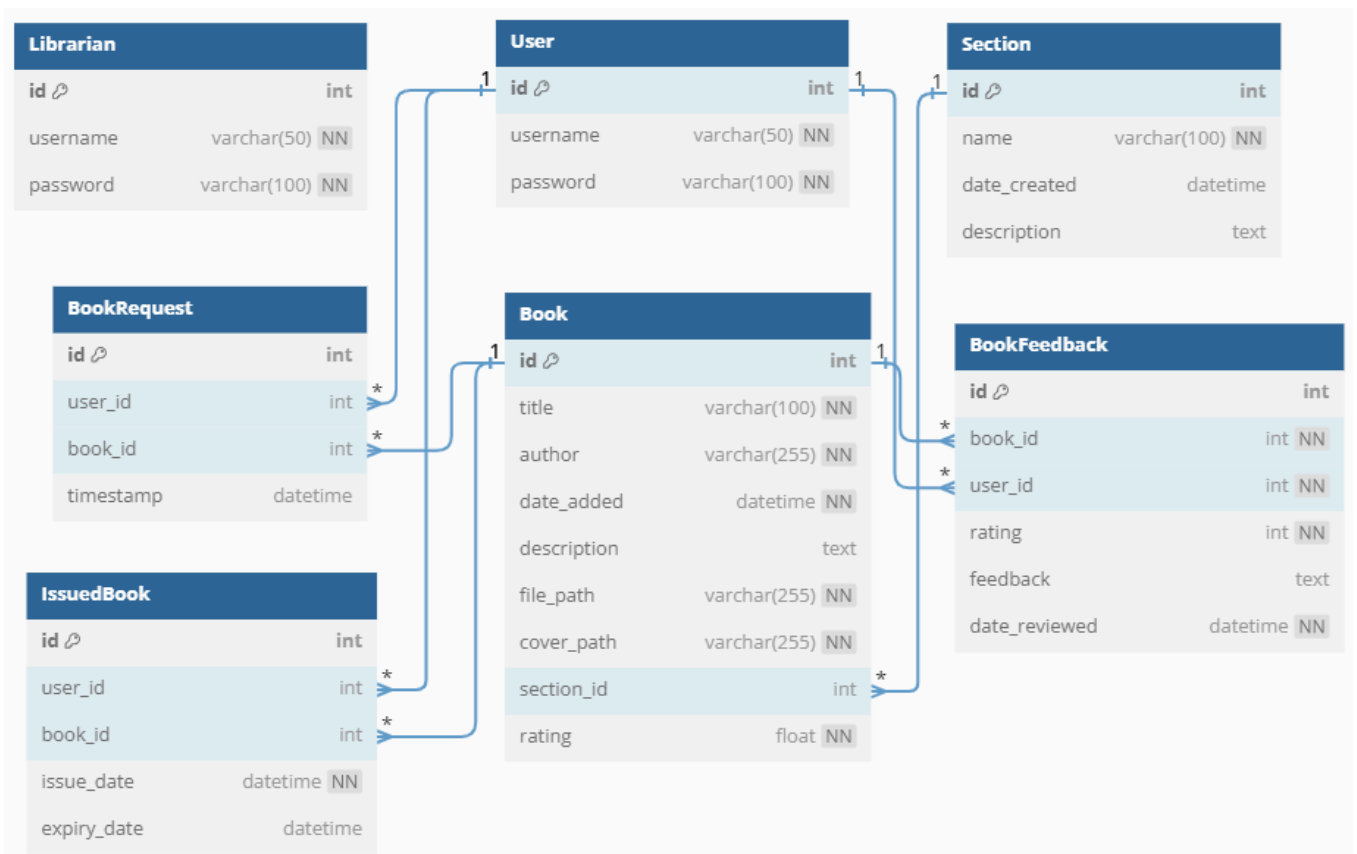 Librarian
id int
username varchar(50) NN
password varchar(100) NN
User
1 id int 1
username varchar(50) NN
password varchar(100) NN
Section
1 id int
name varchar(100) NN
date_created datetime
description text
BookRequest
id int
user_id int *
book_id int *
timestamp datetime
Book
1 id int 1
title varchar(100) NN
author varchar(255) NN
date_added datetime NN
description text
file_path varchar(255) NN
cover_path varchar(255) NN
section_id int *
rating float NN
BookFeedback
id int
* book_id int NN
* user_id int NN
rating int NN
feedback text
date_reviewed datetime NN
IssuedBook
id int
user_id int *
book_id int *
issue_date datetime NN
expiry_date datetime